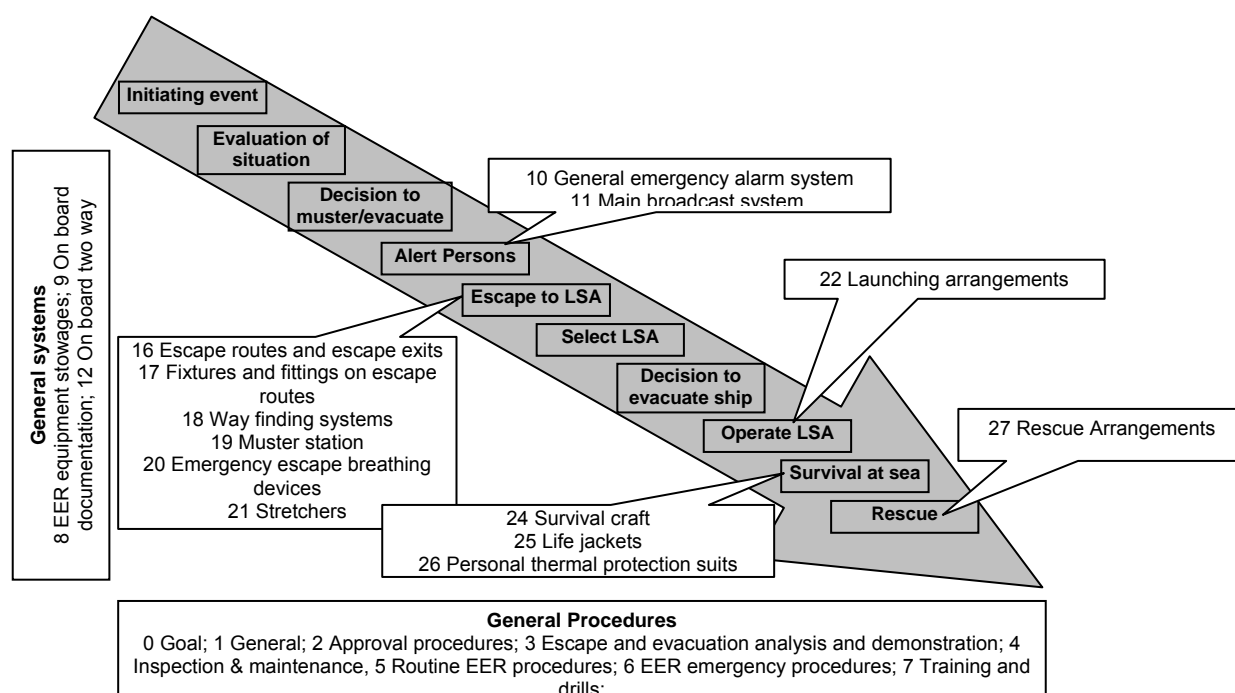 Initiating event
Evaluation of
situation
Decision to
muster/evacuate
Alert Persons
Escape to LSA
Select LSA
Decision to
evacuate ship
Operate LSA
Survival at sea
Rescue
10 General emergency alarm system
11 Main broadcast system
22 Launching arrangements
27 Rescue Arrangements
16 Escape routes and escape exits
17 Fixtures and fittings on escape
routes
18 Way finding systems
19 Muster station
20 Emergency escape breathing
devices
21 Stretchers
24 Survival craft
25 Life jackets
26 Personal thermal protection suits
General systems
8 EER equipment stowages; 9 On board
documentation; 12 On board two way
General Procedures
0 Goal; 1 General; 2 Approval procedures; 3 Escape and evacuation analysis and demonstration; 4
Inspection & maintenance, 5 Routine EER procedures; 6 EER emergency procedures; 7 Training and
drills;